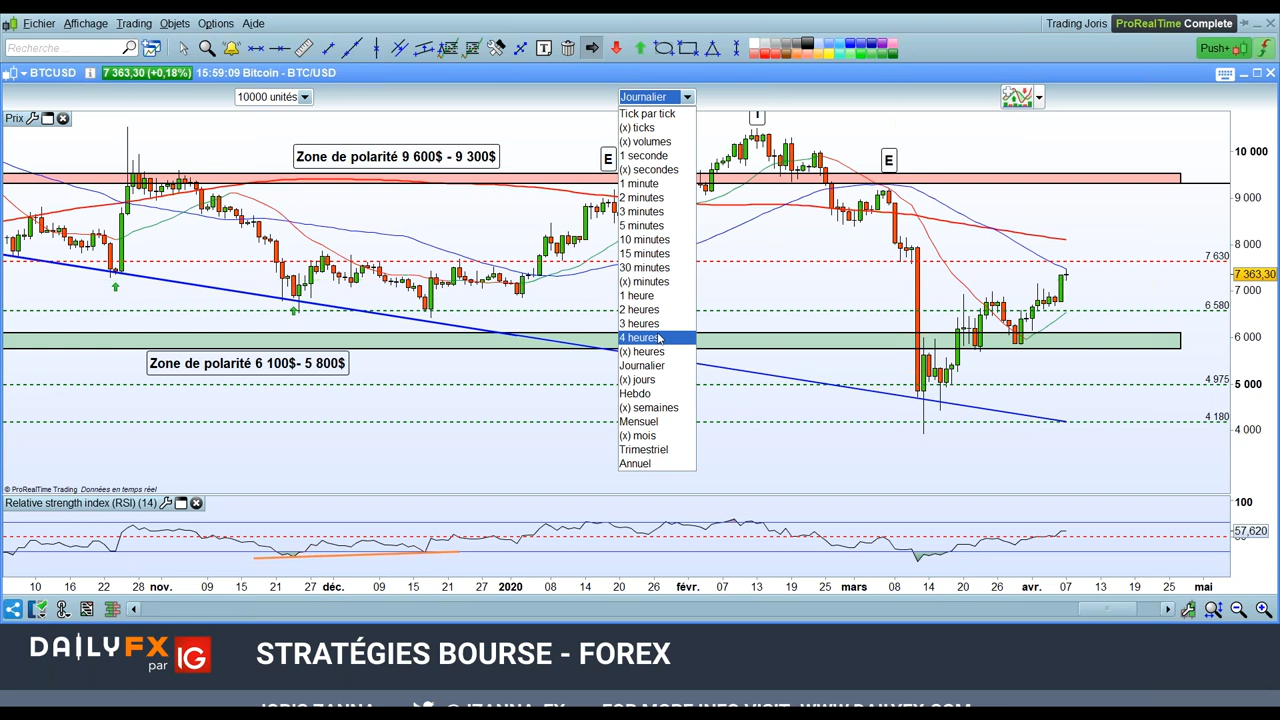 Fichier Affichage Trading Objets Options Aide
Trading Joris ProRealTime Complete
Recherche...
T
Push+
BTCUSD i 7 363,30 (+0,18%) 15:59:09 Bitcoin - BTC/USD
10000 unités
Journalier
Prix
Tick par tick
(x) ticks
(x) volumes
1 seconde
(x) secondes
1 minute
2 minutes
3 minutes
5 minutes
10 minutes
15 minutes
30 minutes
(x) minutes
1 heure
2 heures
3 heures
4 heures
(x) heures
Journalier
(x) jours
Hebdo
(x) semaines
Mensuel
(x) mois
Trimestriel
Annuel
Zone de polarité 9 600$ - 9 300$
E
E
Zone de polarité 6 100$- 5 800$
10 000
9 000
8 000
7 630
7 363,30
7 000
6 580
6 000
4 975
5 000
4 180
4 000
© ProRealTime Trading Données en temps réel
Relative strength index (RSI) (14)
100
57,620
10 16 22 28 nov. 09 15 21 27 déc. 09 15 21 27 2020 08 14 20 26 févr. 07 13 19 25 mars 08 14 20 26 avr. 07 13 19 25 mai
DAILYFX
par IG
STRATÉGIES BOURSE - FOREX